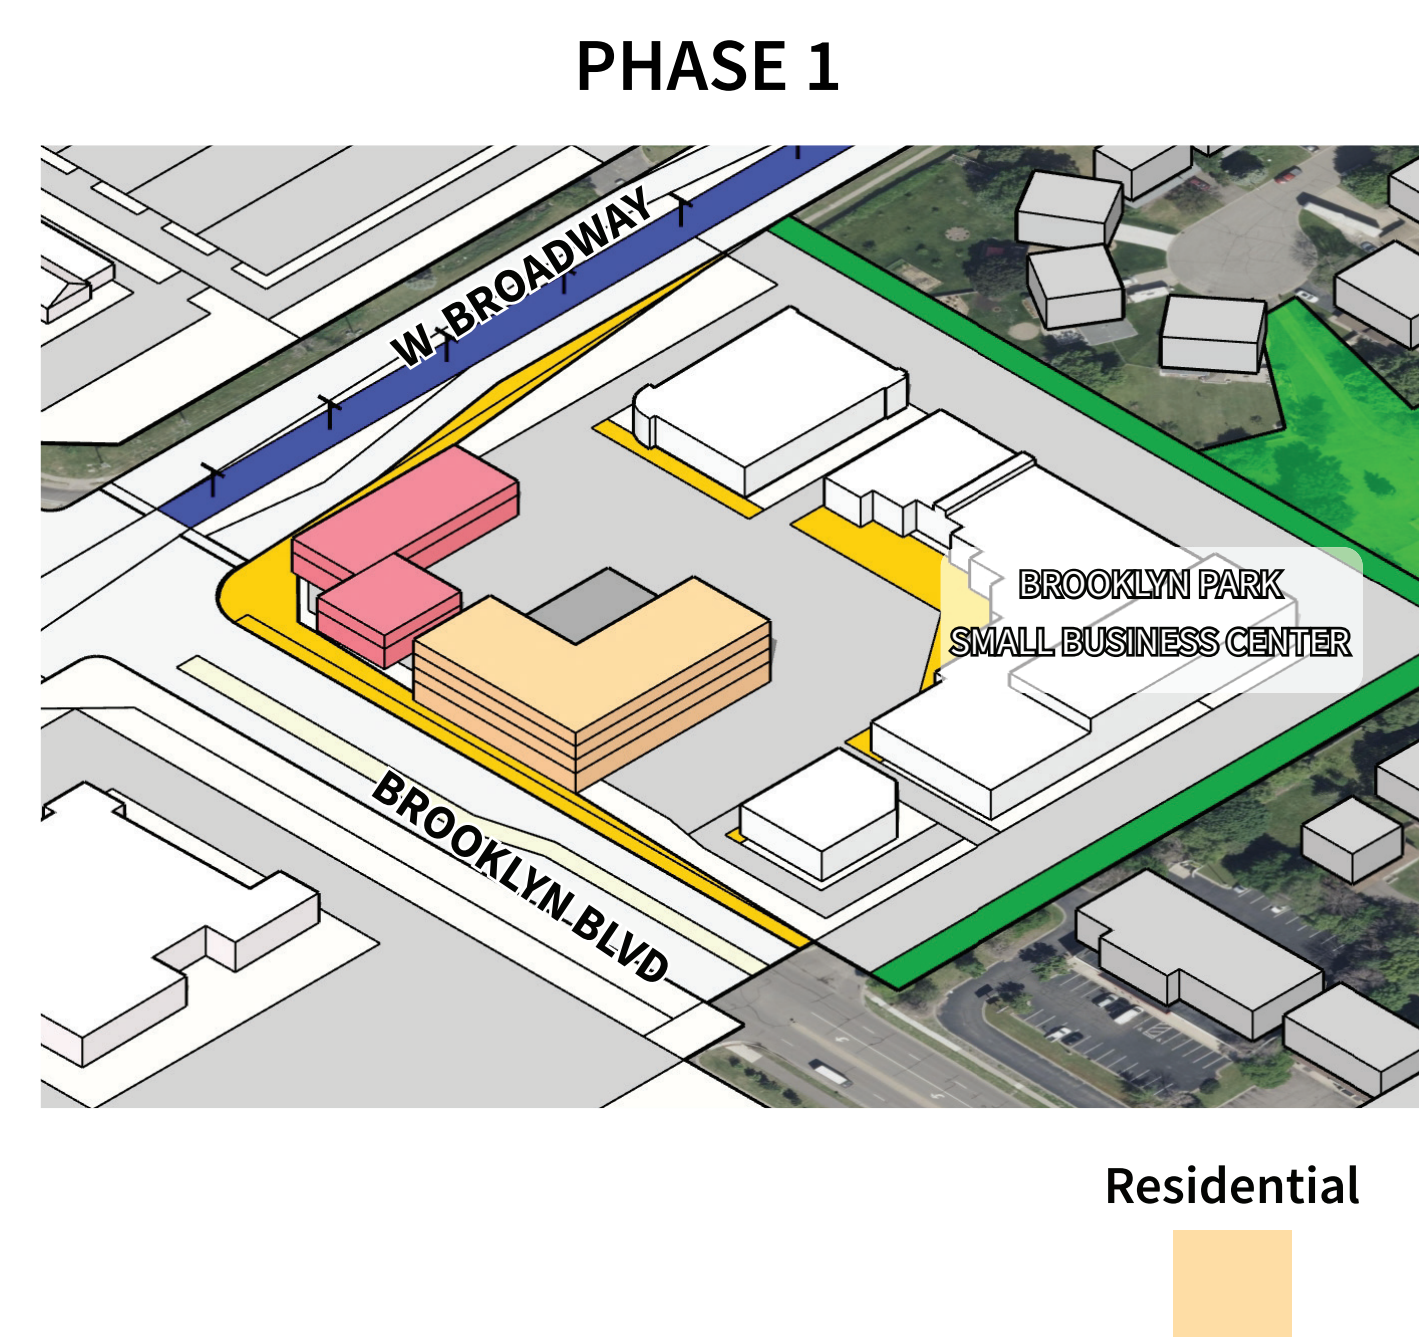 PHASE 1
W BROADWAY
BROOKLYN PARK
SMALL BUSINESS CENTER
BROOKLYN BLVD
Residential